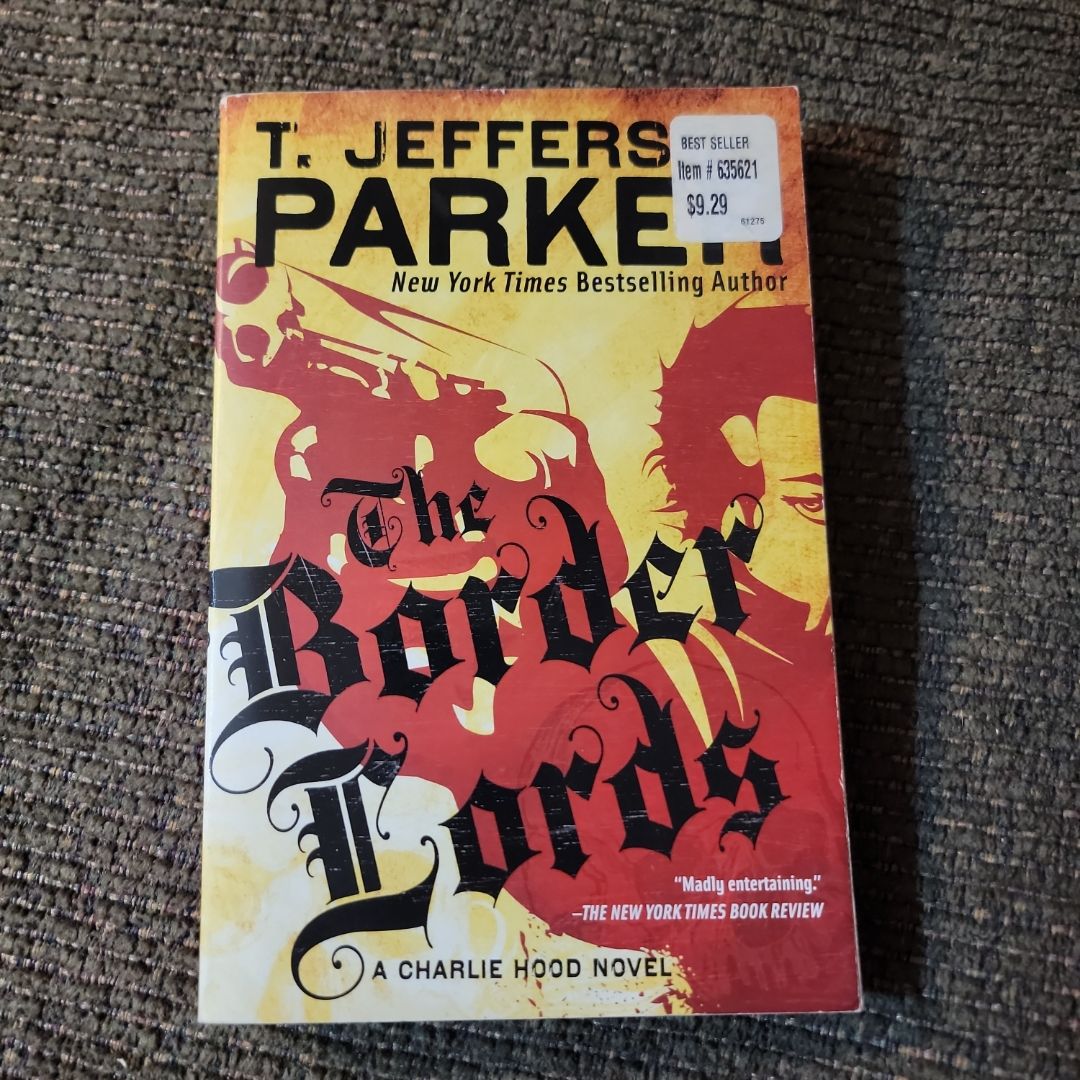 T. JEFFERS
PARKER
BEST SELLER
Item # 635621
$9.29
61275
New York Times Bestselling Author
The
Border
Lords
“Madly entertaining.”
—THE NEW YORK TIMES BOOK REVIEW
A CHARLIE HOOD NOVEL